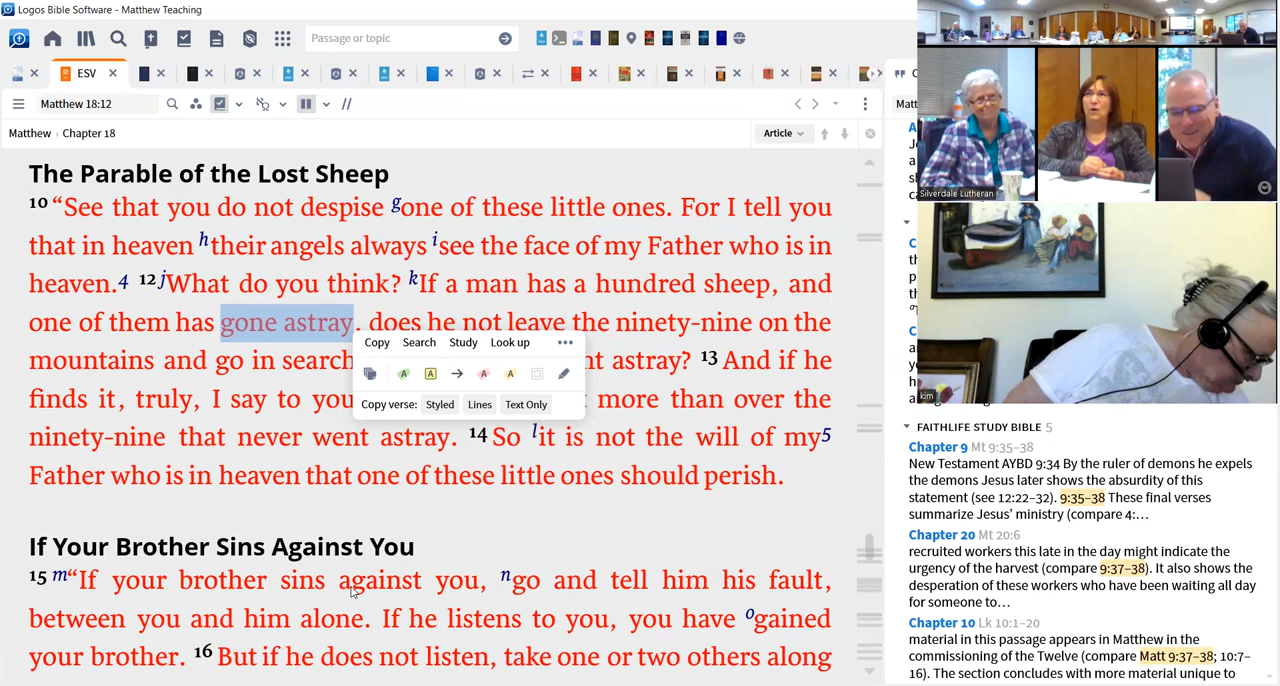 Logos Bible Software - Matthew Teaching
Passage or topic
ESV
Matthew 18:12
Matthew › Chapter 18
Article
The Parable of the Lost Sheep
10 “See that you do not despise gone of these little ones. For I tell you
that in heaven htheir angels always isee the face of my Father who is in
heaven.4 12 jWhat do you think? kIf a man has a hundred sheep, and
one of them has gone astray, does he not leave the ninety-nine on the
mountains and go in search nt astray? 13 And if he
finds it, truly, I say to you more than over the
ninety-nine that never went astray. 14 So lit is not the will of my5
Father who is in heaven that one of these little ones should perish.
Copy Search Study Look up •••
Copy verse: Styled Lines Text Only
If Your Brother Sins Against You
15 m“If your brother sins against you, ngo and tell him his fault,
between you and him alone. If he listens to you, you have ogained
your brother. 16 But if he does not listen, take one or two others along
Silverdale Lutheran
kim
FAITHLIFE STUDY BIBLE 5
Chapter 9 Mt 9:35–38
New Testament AYBD 9:34 By the ruler of demons he expels
the demons Jesus later shows the absurdity of this
statement (see 12:22–32). 9:35–38 These final verses
summarize Jesus’ ministry (compare 4:…
Chapter 20 Mt 20:6
recruited workers this late in the day might indicate the
urgency of the harvest (compare 9:37–38). It also shows the
desperation of these workers who have been waiting all day
for someone to…
Chapter 10 Lk 10:1–20
material in this passage appears in Matthew in the
commissioning of the Twelve (compare Matt 9:37–38; 10:7–
16). The section concludes with more material unique to